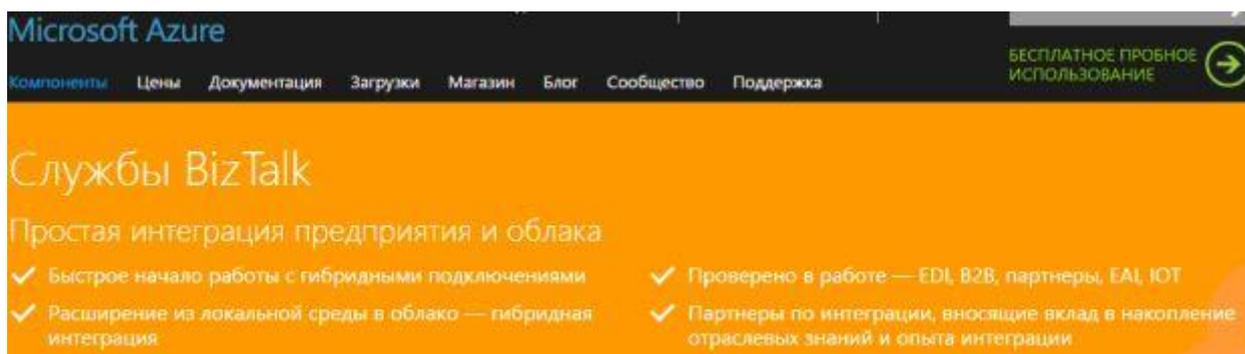 Microsoft Azure
БЕСПЛАТНОЕ ПРОБНОЕ
ИСПОЛЬЗОВАНИЕ
Компоненты Цены Документация Загрузки Магазин Блог Сообщество Поддержка
Службы BizTalk
Простая интеграция предприятия и облака
Быстрое начало работы с гибридными подключениями
Расширение из локальной среды в облако — гибридная
интеграция
Проверено в работе — EDI, B2B, партнеры, EAI, IOT
Партнеры по интеграции, вносящие вклад в накопление
отраслевых знаний и опыта интеграции